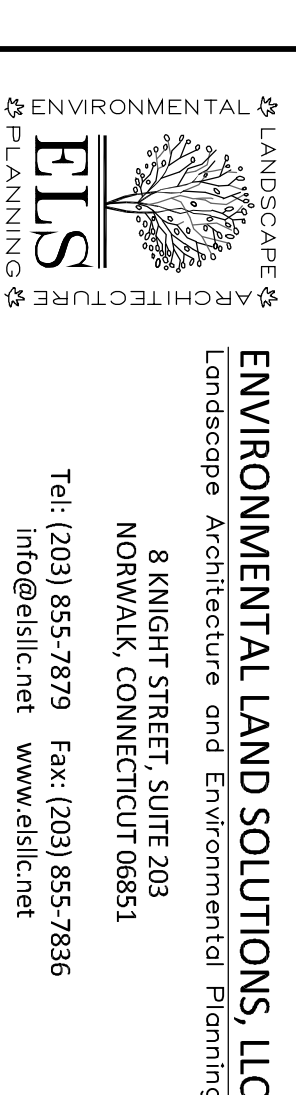 ENVIRONMENTAL
LANDSCAPE
ARCHITECTURE
PLANNING
ELS
ENVIRONMENTAL LAND SOLUTIONS, LLC
Landscape Architecture and Environmental Planning
8 KNIGHT STREET, SUITE 203
NORWALK, CONNECTICUT 06851
Tel: (203) 855-7879 Fax: (203) 855-7836
info@elsllc.net www.elsllc.net